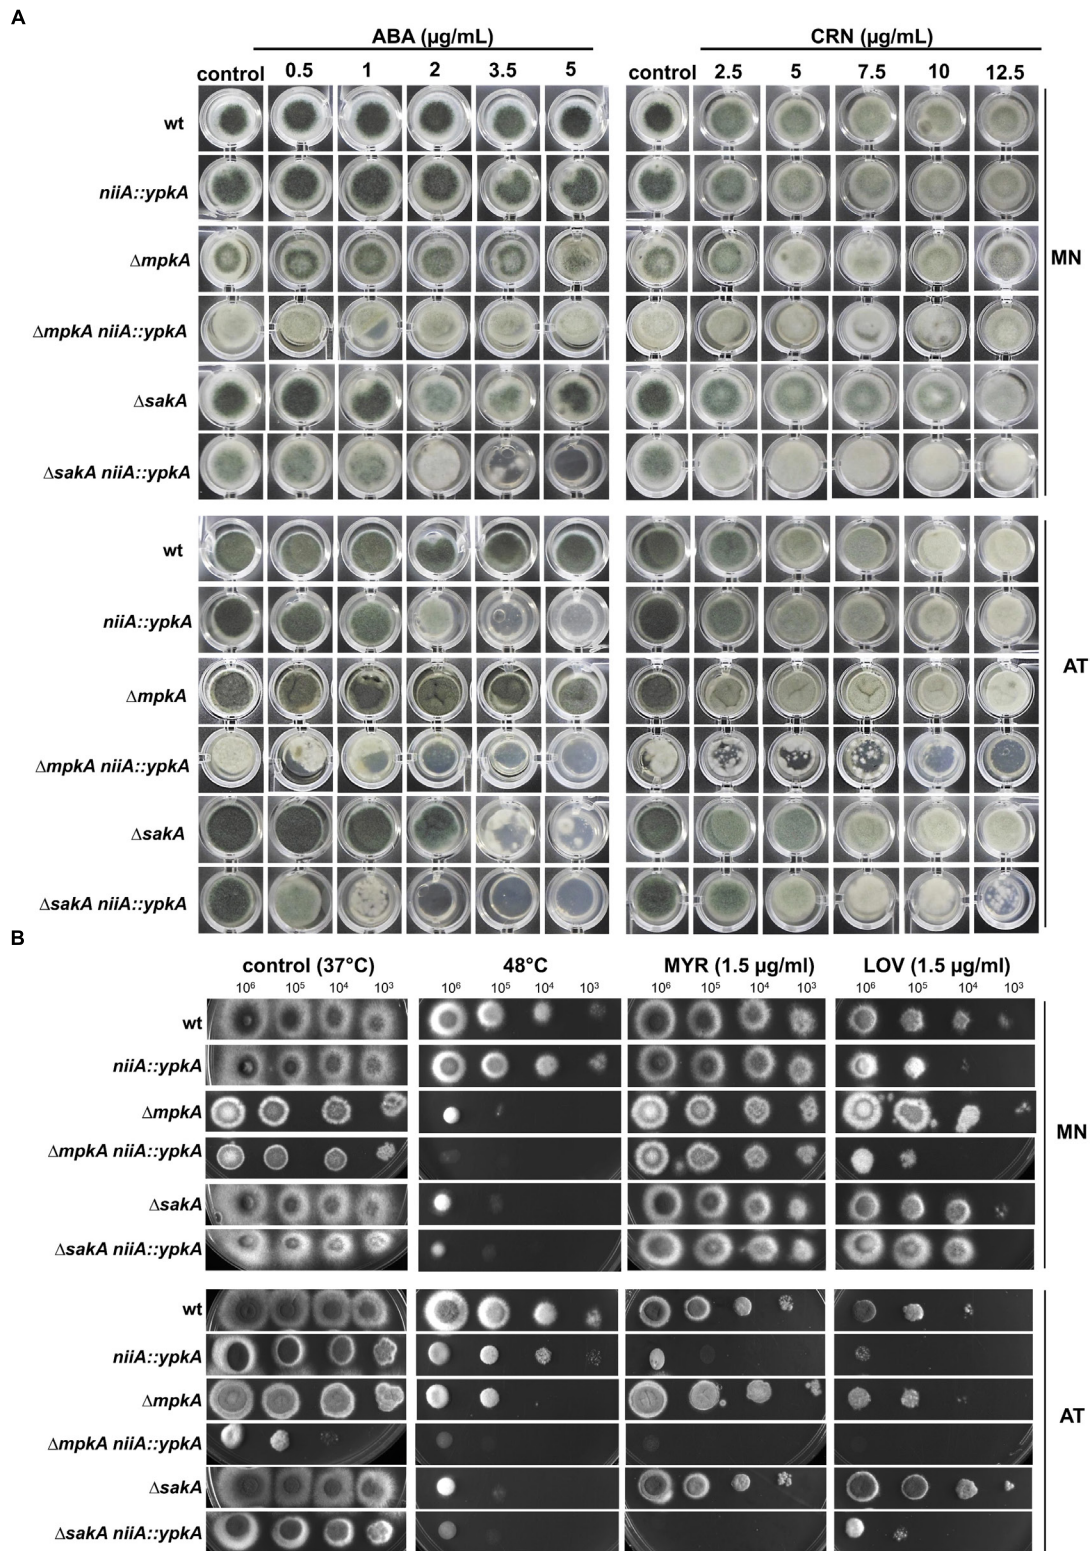 A
ABA (µg/mL) CRN (µg/mL)
control 0.5 1 2 3.5 5 control 2.5 5 7.5 10 12.5
wt
niiA::ypkA
ΔmpkA
MN
ΔmpkA niiA::ypkA
ΔsakA
ΔsakA niiA::ypkA
wt
niiA::ypkA
ΔmpkA
AT
ΔmpkA niiA::ypkA
ΔsakA
ΔsakA niiA::ypkA
B
control (37°C) 48°C MYR (1.5 µg/ml) LOV (1.5 µg/ml)
10⁶ 10⁵ 10⁴ 10³ 10⁶ 10⁵ 10⁴ 10³ 10⁶ 10⁵ 10⁴ 10³ 10⁶ 10⁵ 10⁴ 10³
wt
niiA::ypkA
ΔmpkA
MN
ΔmpkA niiA::ypkA
ΔsakA
ΔsakA niiA::ypkA
wt
niiA::ypkA
ΔmpkA
AT
ΔmpkA niiA::ypkA
ΔsakA
ΔsakA niiA::ypkA